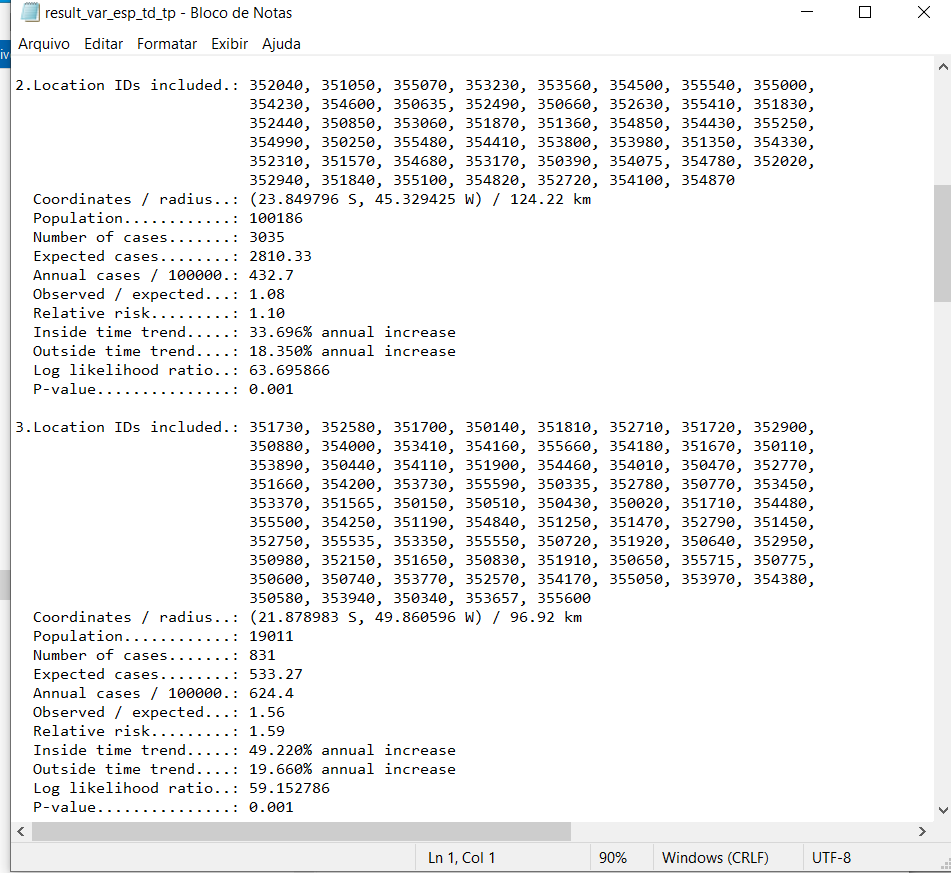 result_var_esp_td_tp - Bloco de Notas
Arquivo Editar Formatar Exibir Ajuda
iv
2.Location IDs included.: 352040, 351050, 355070, 353230, 353560, 354500, 355540, 355000,
354230, 354600, 350635, 352490, 350660, 352630, 355410, 351830,
352440, 350850, 353060, 351870, 351360, 354850, 354430, 355250,
354990, 350250, 355480, 354410, 353800, 353980, 351350, 354330,
352310, 351570, 354680, 353170, 350390, 354075, 354780, 352020,
352940, 351840, 355100, 354820, 352720, 354100, 354870
Coordinates / radius..: (23.849796 S, 45.329425 W) / 124.22 km
Population............: 100186
Number of cases.......: 3035
Expected cases........: 2810.33
Annual cases / 100000.: 432.7
Observed / expected...: 1.08
Relative risk.........: 1.10
Inside time trend.....: 33.696% annual increase
Outside time trend....: 18.350% annual increase
Log likelihood ratio..: 63.695866
P-value...............: 0.001
3.Location IDs included.: 351730, 352580, 351700, 350140, 351810, 352710, 351720, 352900,
350880, 354000, 353410, 354160, 355660, 354180, 351670, 350110,
353890, 350440, 354110, 351900, 354460, 354010, 350470, 352770,
351660, 354200, 353730, 355590, 350335, 352780, 350770, 353450,
353370, 351565, 350150, 350510, 350430, 350020, 351710, 354480,
355500, 354250, 351190, 354840, 351250, 351470, 352790, 351450,
352750, 355535, 353350, 355550, 350720, 351920, 350640, 352950,
350980, 352150, 351650, 350830, 351910, 350650, 355715, 350775,
350600, 350740, 353770, 352570, 354170, 355050, 353970, 354380,
350580, 353940, 350340, 353657, 355600
Coordinates / radius..: (21.878983 S, 49.860596 W) / 96.92 km
Population............: 19011
Number of cases.......: 831
Expected cases........: 533.27
Annual cases / 100000.: 624.4
Observed / expected...: 1.56
Relative risk.........: 1.59
Inside time trend.....: 49.220% annual increase
Outside time trend....: 19.660% annual increase
Log likelihood ratio..: 59.152786
P-value...............: 0.001
Ln 1, Col 1 90% Windows (CRLF) UTF-8